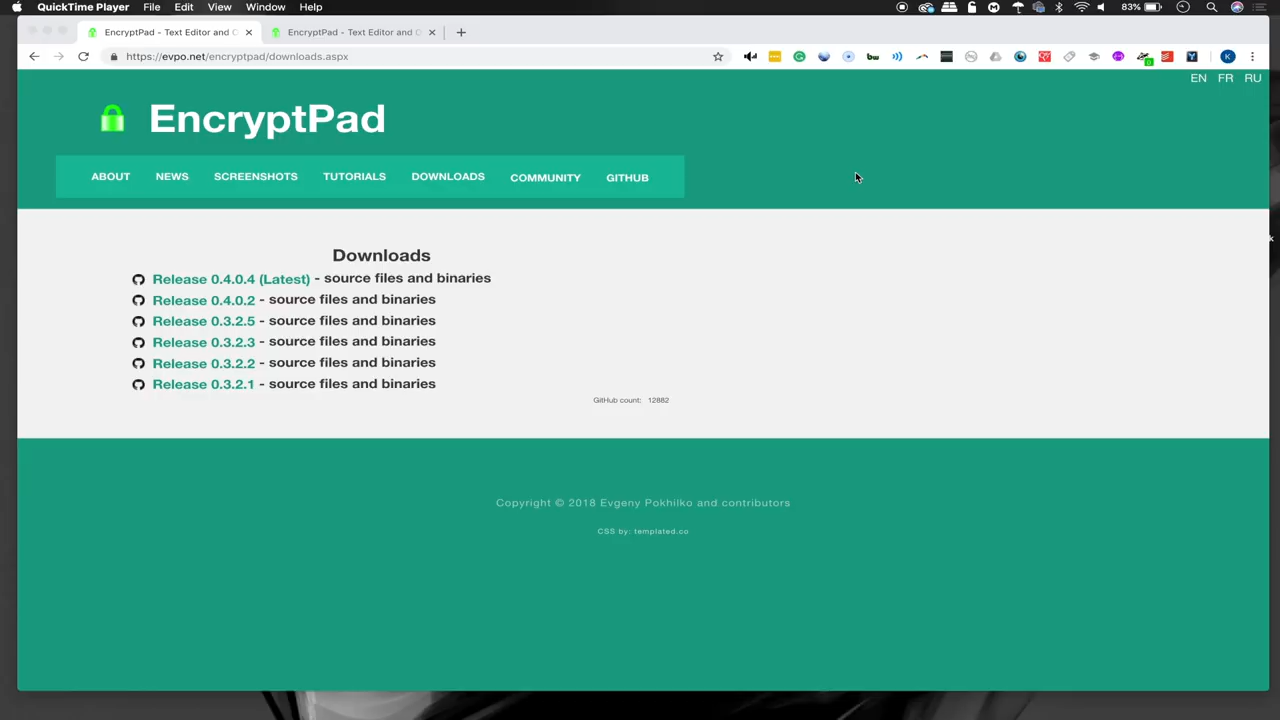 QuickTime Player File Edit View Window Help 83%
EncryptPad - Text Editor and EncryptPad - Text Editor and
https://evpo.net/encryptpad/downloads.aspx
EN FR RU
EncryptPad
ABOUT NEWS SCREENSHOTS TUTORIALS DOWNLOADS COMMUNITY GITHUB
Downloads
Release 0.4.0.4 (Latest) - source files and binaries
Release 0.4.0.2 - source files and binaries
Release 0.3.2.5 - source files and binaries
Release 0.3.2.3 - source files and binaries
Release 0.3.2.2 - source files and binaries
Release 0.3.2.1 - source files and binaries
GitHub count: 12882
Copyright © 2018 Evgeny Pokhilko and contributors
CSS by: templated.co